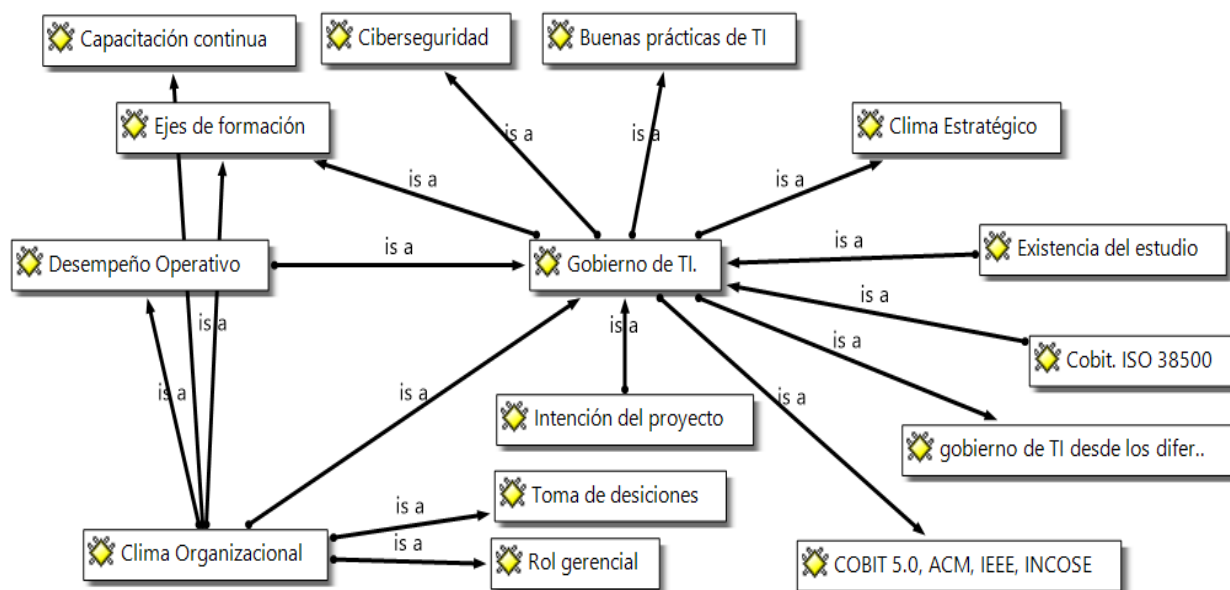 Capacitación continua
Ciberseguridad
Buenas prácticas de TI
Ejes de formación
is a
is a
Clima Estratégico
is a
is a
Desempeño Operativo
is a
Gobierno de TI.
is a
Existencia del estudio
is a
is a
is a
is a
Cobit. ISO 38500
is a
is a
is a
Intención del proyecto
gobierno de TI desde los difer..
Toma de desiciones
is a
Clima Organizacional
is a
Rol gerencial
COBIT 5.0, ACM, IEEE, INCOSE